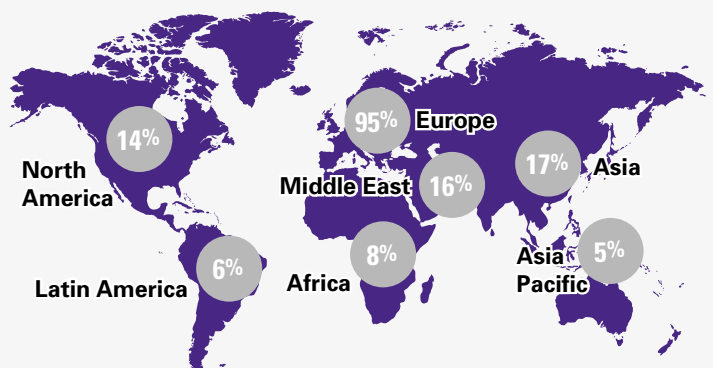 95%
Europe
14%
North
America
Middle East
16%
17%
Asia
6%
Latin America
8%
Africa
5%
Asia
Pacific